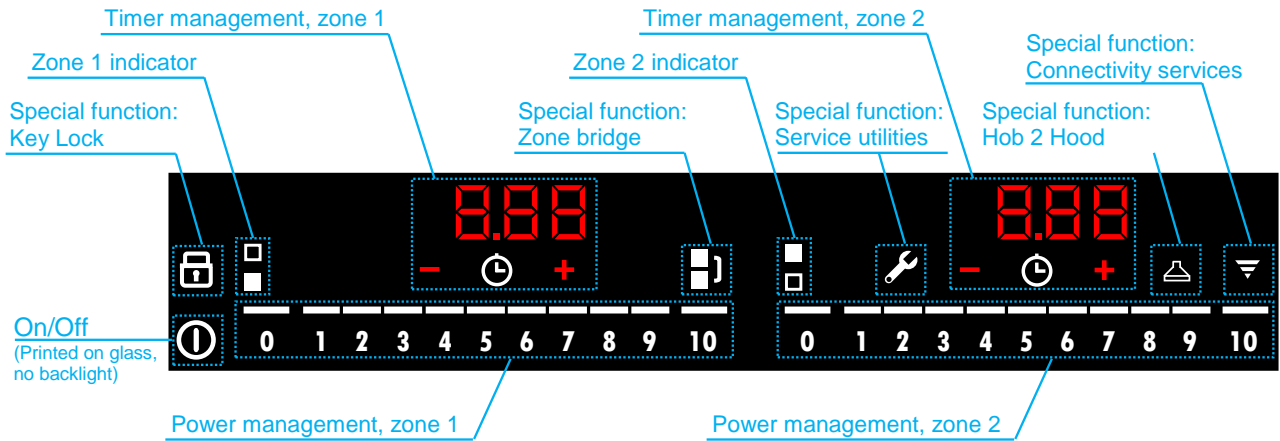 Timer management, zone 1
Timer management, zone 2
Zone 1 indicator
Zone 2 indicator
Special function:
Connectivity services
Special function:
Key Lock
Special function:
Zone bridge
Special function:
Service utilities
Special function:
Hob 2 Hood
8.88
8.88
- +
- +
On/Off
(Printed on glass,
no backlight)
0 1 2 3 4 5 6 7 8 9 10
0 1 2 3 4 5 6 7 8 9 10
Power management, zone 1
Power management, zone 2